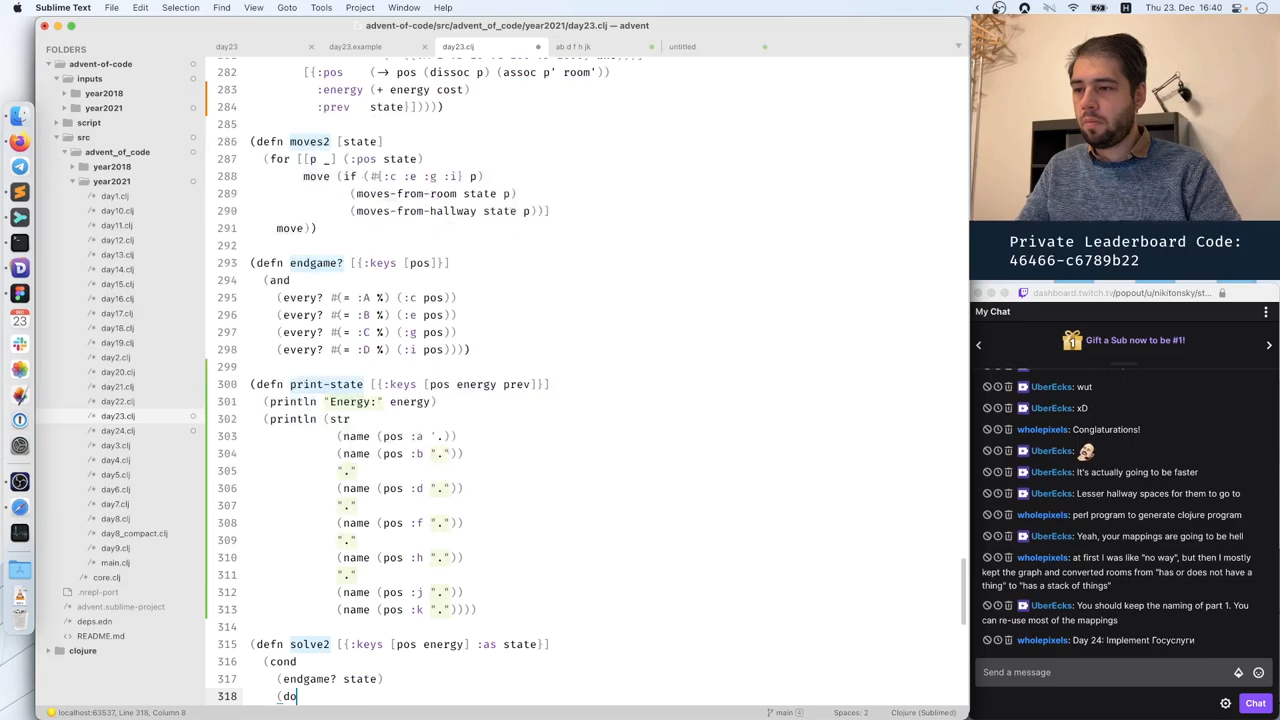 Sublime Text File Edit Selection Find View Goto Tools Project Window Help
Thu 23. Dec 16:40
advent-of-code/src/advent_of_code/year2021/day23.clj — advent
FOLDERS
advent-of-code
inputs
year2018
year2021
script
src
advent_of_code
year2018
year2021
day1.clj
day10.clj
day11.clj
day12.clj
day13.clj
day14.clj
day15.clj
day16.clj
day17.clj
day18.clj
day19.clj
day2.clj
day20.clj
day21.clj
day22.clj
day23.clj
day24.clj
day3.clj
day4.clj
day5.clj
day6.clj
day7.clj
day8.clj
day8_compact.clj
day9.clj
main.clj
core.clj
.nrepl-port
advent.sublime-project
deps.edn
README.md
clojure
day23 day23.example day23.clj ab d f h jk untitled
282 [{:pos (-> pos (dissoc p) (assoc p' room'))
283 :energy (+ energy cost)
284 :prev state}]))))
285
286 (defn moves2 [state]
287 (for [[p _] (:pos state)
288 move (if (#{:c :e :g :i} p)
289 (moves-from-room state p)
290 (moves-from-hallway state p))]
291 move))
292
293 (defn endgame? [{:keys [pos]}]
294 (and
295 (every? #(= :A %) (:c pos))
296 (every? #(= :B %) (:e pos))
297 (every? #(= :C %) (:g pos))
298 (every? #(= :D %) (:i pos))))
299
300 (defn print-state [{:keys [pos energy prev]}]
301 (println "Energy:" energy)
302 (println (str
303 (name (pos :a '.))
304 (name (pos :b "."))
305 "."
306 (name (pos :d "."))
307 "."
308 (name (pos :f "."))
309 "."
310 (name (pos :h "."))
311 "."
312 (name (pos :j "."))
313 (name (pos :k "."))))
314
315 (defn solve2 [{:keys [pos energy] :as state}]
316 (cond
317 (endgame? state)
318 (do
localhost:63537, Line 318, Column 8
main 4
Spaces: 2
Clojure (Sublimed)
Private Leaderboard Code:
46466-c6789b22
dashboard.twitch.tv/popout/u/nikitonsky/st...
My Chat
Gift a Sub now to be #1!
UberEcks: wut
UberEcks: xD
wholepixels: Conglaturations!
UberEcks:
UberEcks: It's actually going to be faster
UberEcks: Lesser hallway spaces for them to go to
wholepixels: perl program to generate clojure program
UberEcks: Yeah, your mappings are going to be hell
wholepixels: at first I was like "no way", but then I mostly
kept the graph and converted rooms from "has or does not have a
thing" to "has a stack of things"
UberEcks: You should keep the naming of part 1. You
can re-use most of the mappings
wholepixels: Day 24: Implement Госуслуги
Send a message
Chat